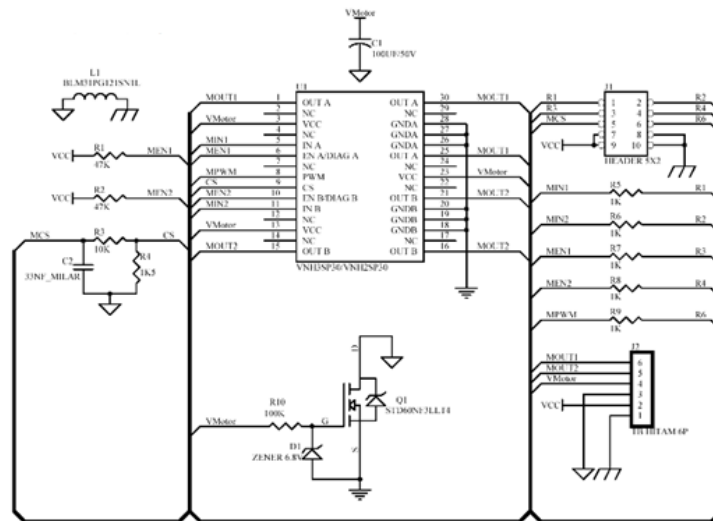 VMotor
C1
100UF/50V
L1
BLM31PG121SN1L
VCC
R1
47K
MEN1
VCC
R2
47K
MEN2
MCS
R3
10K
CS
C2
33NF_MILAR
R4
1K5
U1
MOUT1 1 OUT A
2 NC
VMotor 3 VCC
4 NC
MIN1 5 IN A
MEN1 6 EN A/DIAG A
7 NC
MPWM 8 PWM
CS 9 CS
MEN2 10 EN B/DIAG B
MIN2 11 IN B
12 NC
VMotor 13 VCC
14 NC
MOUT2 15 OUT B
OUT A 30 MOUT1
NC 29
GNDA 28
GNDA 27
GNDA 26
OUT A 25 MOUT1
NC 24
VCC 23 VMotor
NC 22
OUT B 21 MOUT2
GNDB 20
GNDB 19
GNDB 18
NC 17
OUT B 16 MOUT2
VNH3SP30/VNH2SP30
J1
R1 1 2 R2
R3 3 4 R4
MCS 5 6 R6
7 8
VCC 9 10
HEADER 5X2
MIN1 R5 R1
1K
MIN2 R6 R2
1K
MEN1 R7 R3
1K
MEN2 R8 R4
1K
MPWM R9 R6
1K
J2
MOUT1 6
MOUT2 5
VMotor 4
3
VCC 2
1
TB HITAM 6P
VMotor
R10
100K
G
D
S
Q1
D1
ZENER 6.8V